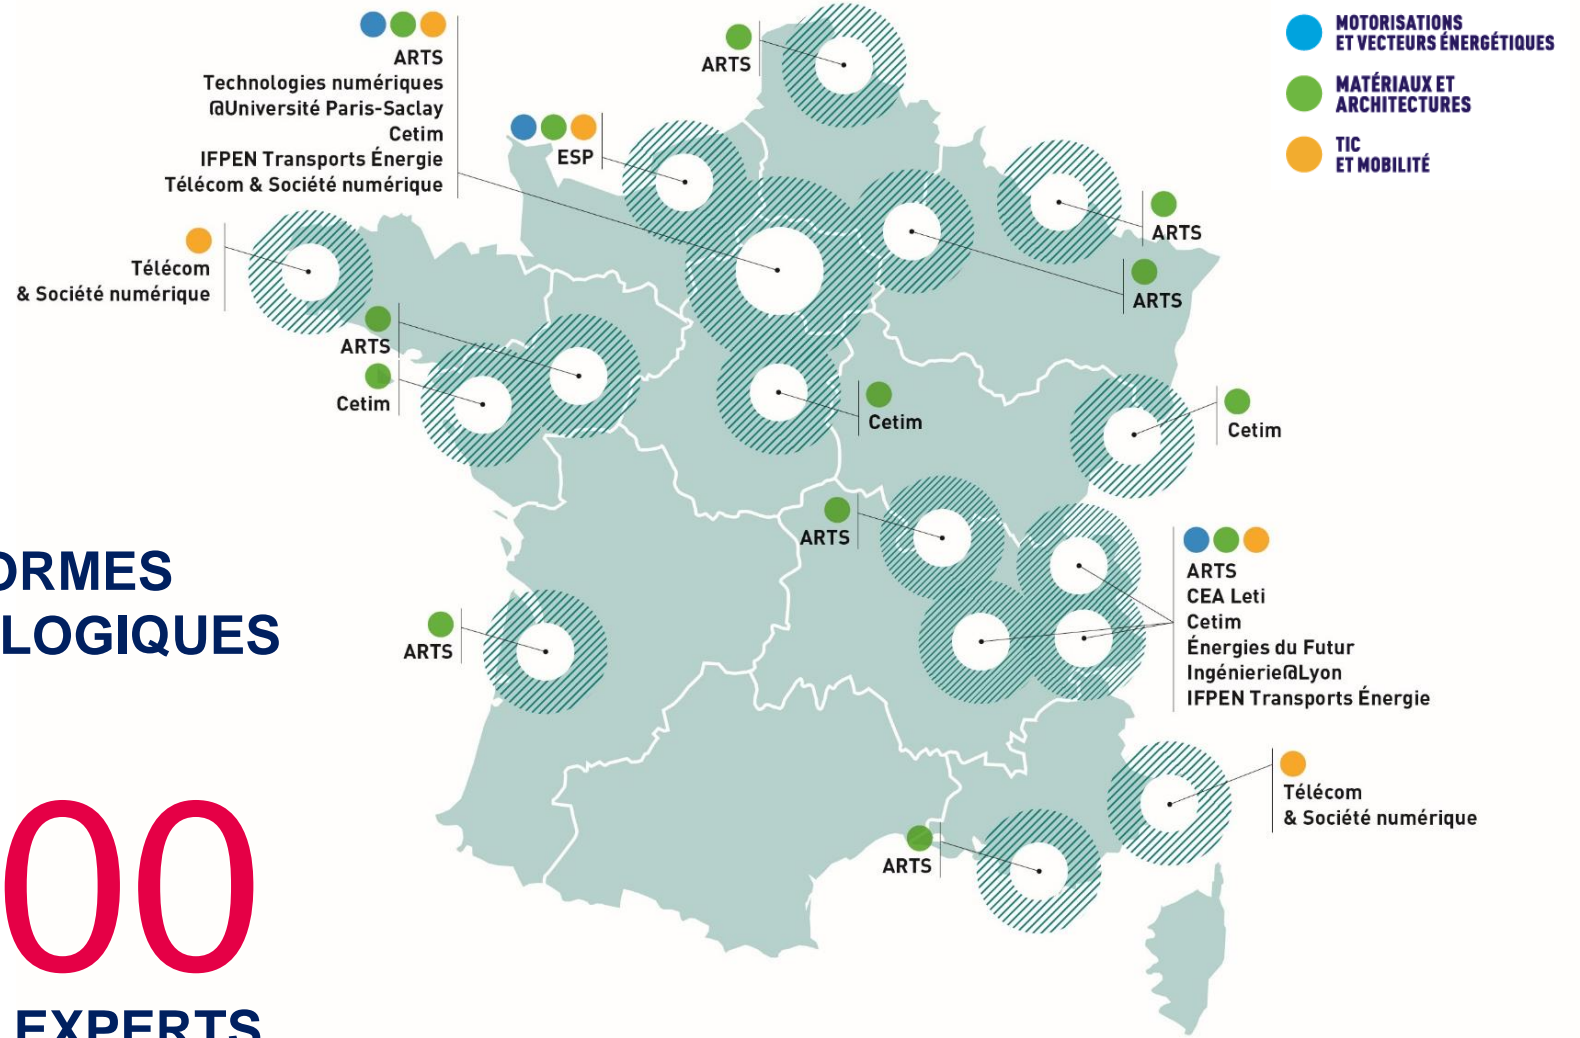 ARTS
Technologies numériques
@Université Paris-Saclay
Cetim
IFPEN Transports Énergie
Télécom & Société numérique
ESP
ARTS
MOTORISATIONS
ET VECTEURS ÉNERGÉTIQUES
MATÉRIAUX ET
ARCHITECTURES
TIC
ET MOBILITÉ
ARTS
ARTS
Télécom
& Société numérique
ARTS
Cetim
Cetim
Cetim
ARTS
ARTS
CEA Leti
Cetim
Énergies du Futur
Ingénierie@Lyon
IFPEN Transports Énergie
ARTS
Télécom
& Société numérique
ARTS
ORMES
LOGIQUES
00
EXPERTS